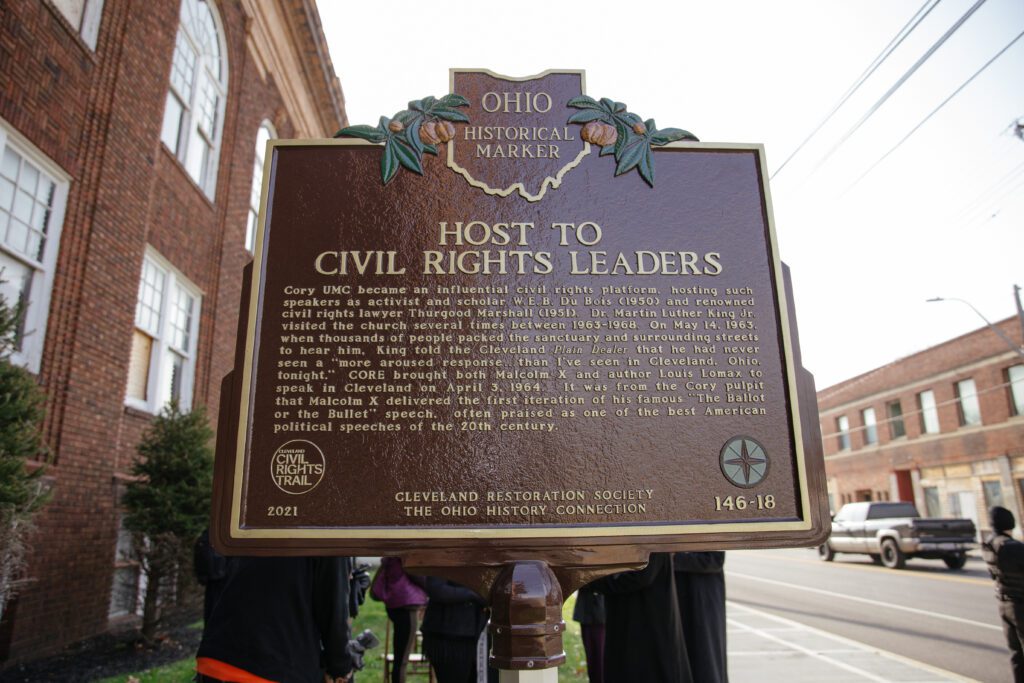 OHIO
HISTORICAL
MARKER
HOST TO
CIVIL RIGHTS LEADERS
Cory UMC became an influential civil rights platform, hosting such
speakers as activist and scholar W.E.B. Du Bois (1950) and renowned
civil rights lawyer Thurgood Marshall (1951). Dr. Martin Luther King Jr.
visited the church several times between 1963-1968. On May 14, 1963,
when thousands of people packed the sanctuary and surrounding streets
to hear him, King told the Cleveland Plain Dealer that he had never
seen a "more aroused response than I've seen in Cleveland, Ohio,
tonight." CORE brought both Malcolm X and author Louis Lomax to
speak in Cleveland on April 3, 1964. It was from the Cory pulpit
that Malcolm X delivered the first iteration of his famous "The Ballot
or the Bullet" speech, often praised as one of the best American
political speeches of the 20th century.
CLEVELAND
CIVIL
RIGHTS
TRAIL
2021
CLEVELAND RESTORATION SOCIETY
THE OHIO HISTORY CONNECTION
146-18